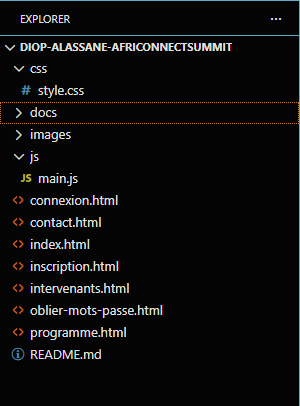 EXPLORER
DIOP-ALASSANE-AFRICONNECTSUMMIT
css
# style.css
docs
images
js
JS main.js
<> connexion.html
<> contact.html
<> index.html
<> inscription.html
<> intervenants.html
<> oblier-mots-passe.html
<> programme.html
README.md